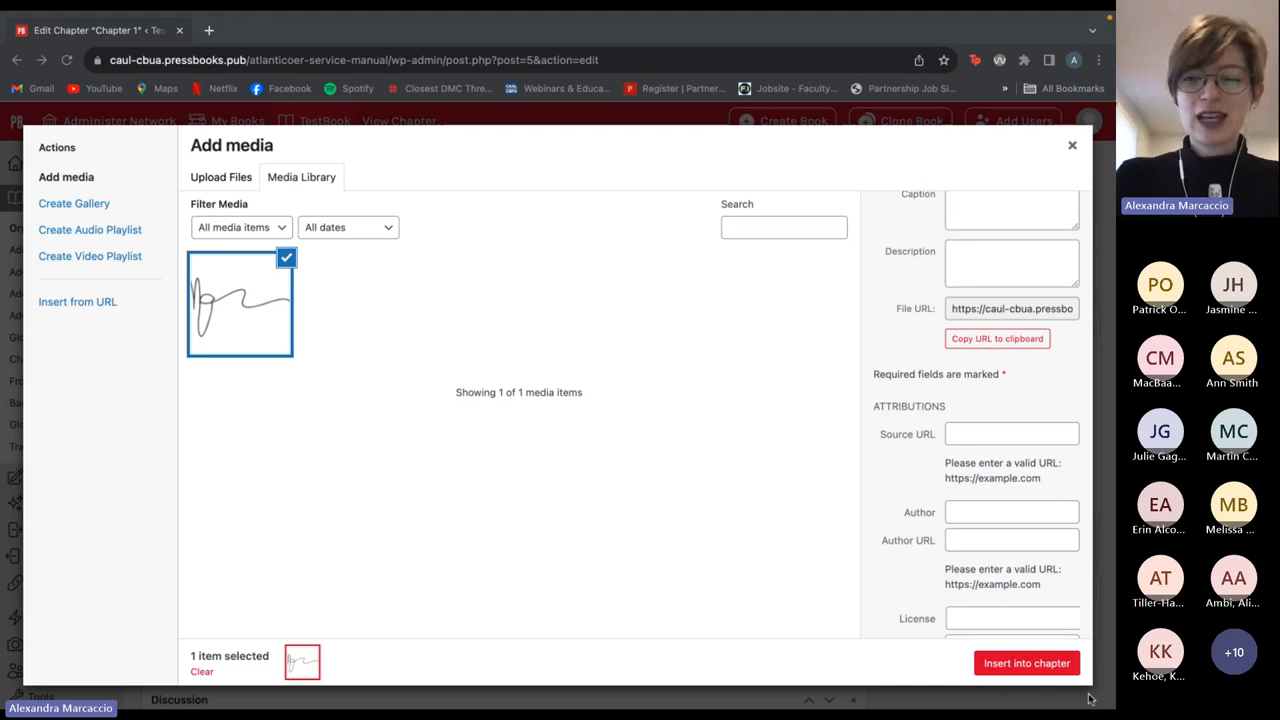 Edit Chapter "Chapter 1" ‹ Tes
caul-cbua.pressbooks.pub/atlanticoer-service-manual/wp-admin/post.php?post=5&action=edit
A
Gmail YouTube Maps Netflix Facebook Spotify Closest DMC Thre... Webinars & Educa... Register | Partner... Jobsite - Faculty... Partnership Job Si... » All Bookmarks
Administer Network My Books TestBook View Chapter Create Book Clone Book Add Users
Actions
Add media
Create Gallery
Create Audio Playlist
Create Video Playlist
Insert from URL
Add media
Upload Files Media Library
Filter Media
All media items All dates
Search
Showing 1 of 1 media items
Caption
Description
File URL: https://caul-cbua.pressbo
Copy URL to clipboard
Required fields are marked *
ATTRIBUTIONS
Source URL
Please enter a valid URL:
https://example.com
Author
Author URL
Please enter a valid URL:
https://example.com
License
1 item selected
Clear
Insert into chapter
Tools
Discussion
Alexandra Marcaccio
Alexandra Marcaccio
PO JH
Patrick O... Jasmine ...
CM AS
MacBaa... Ann Smith
JG MC
Julie Gag... Martin C...
EA MB
Erin Alco... Melissa ...
AT AA
Tiller-Ha... Ambi, Ali...
KK +10
Kehoe, K...